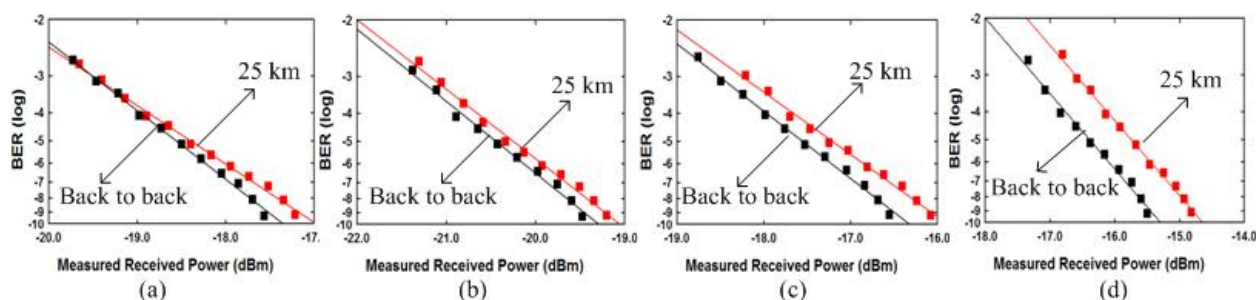 -2
-3
-4
-5
-6
-7
-8
-9
-10
BER (log)
25 km
Back to back
-20.0 -19.0 -18.0 -17.
Measured Received Power (dBm)
(a)
-2
-3
-4
-5
-6
-7
-8
-9
-10
BER (log)
25 km
Back to back
-22.0 -21.0 -20.0 -19.0
Measured Received Power (dBm)
(b)
-2
-3
-4
-5
-6
-7
-8
-9
-10
BER (log)
25 km
Back to back
-19.0 -18.0 -17.0 -16.0
Measured Received Power (dBm)
(c)
-2
-3
-4
-5
-6
-7
-8
-9
-10
BER (log)
25 km
Back to back
-18.0 -17.0 -16.0 -15.0 -14.0
Measured Received Power (dBm)
(d)